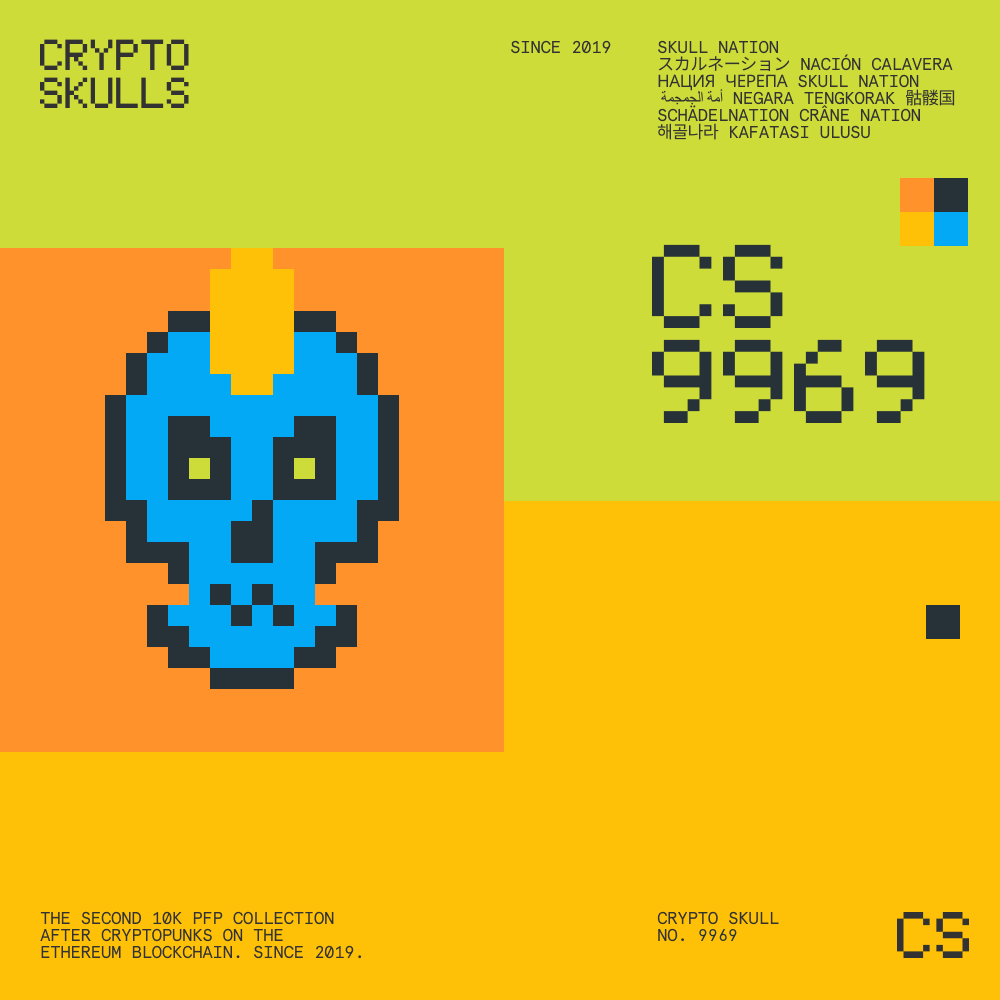 CRYPTO
SKULLS
SINCE 2019
SKULL NATION
スカルネーション NACIÓN CALAVERA
НАЦИЯ ЧЕРЕПА SKULL NATION
أمة الجمجمة NEGARA TENGKORAK 骷髅国
SCHÄDELNATION CRÂNE NATION
해골나라 KAFATASI ULUSU
CS
9969
THE SECOND 10K PFP COLLECTION
AFTER CRYPTOPUNKS ON THE
ETHEREUM BLOCKCHAIN. SINCE 2019.
CRYPTO SKULL
NO. 9969
CS